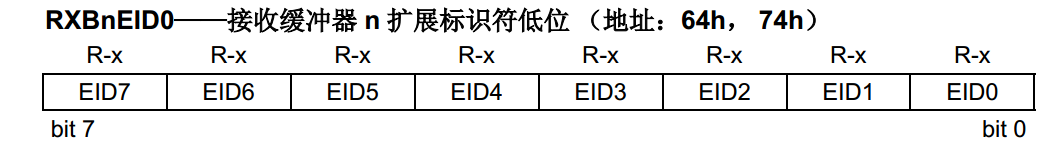 RXBnEID0——接收缓冲器 n 扩展标识符低位 （地址：64h， 74h）
R-x R-x R-x R-x R-x R-x R-x R-x
EID7 EID6 EID5 EID4 EID3 EID2 EID1 EID0
bit 7 bit 0